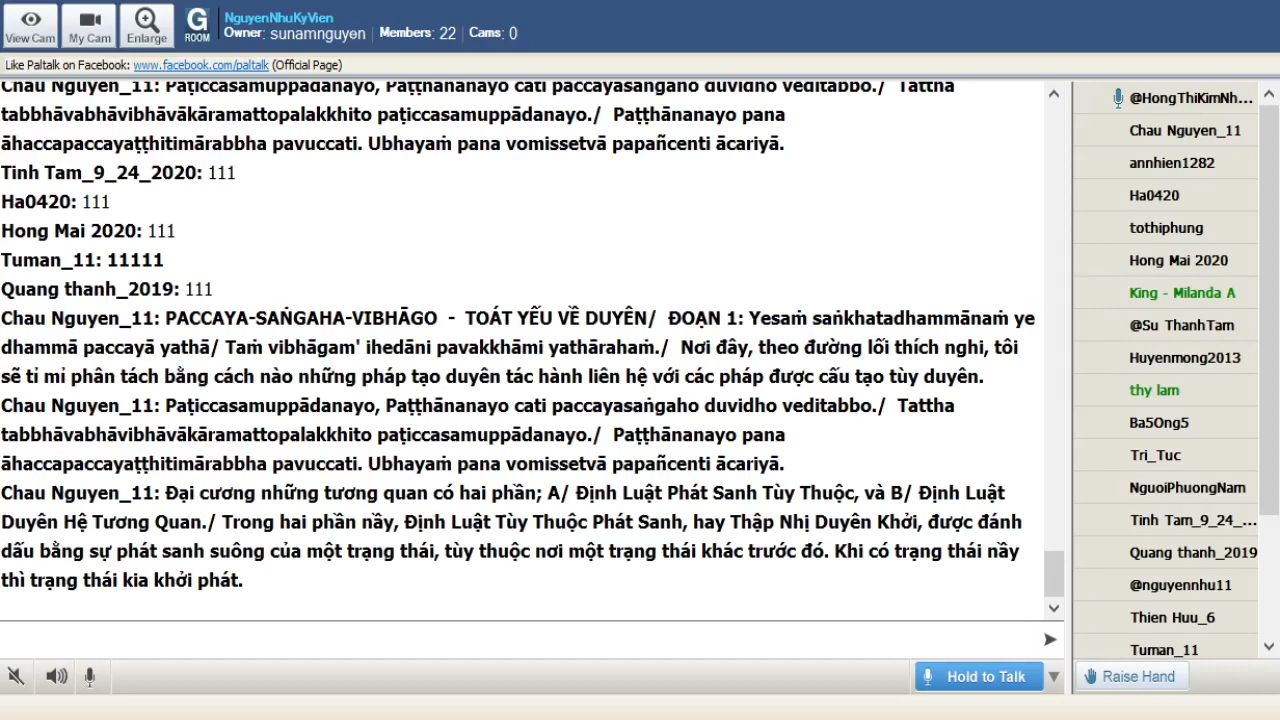 View Cam
My Cam
Enlarge
G
ROOM
NguyenNhuKyVien
Owner: sunamnguyen Members: 22 Cams: 0
Like Paltalk on Facebook: www.facebook.com/paltalk (Official Page)
Chau Nguyen_11: Paṭiccasamuppādanayo, Paṭṭhānanayo cati paccayasaṅgaho duvidho veditabbo./ Tattha
tabbhāvabhāvibhāvākāramattopalakkhito paṭiccasamuppādanayo./ Paṭṭhānanayo pana
āhaccapaccayaṭṭhitimārabbha pavuccati. Ubhayaṁ pana vomissetvā papañcenti ācariyā.
Tinh Tam_9_24_2020: 111
Ha0420: 111
Hong Mai 2020: 111
Tuman_11: 11111
Quang thanh_2019: 111
Chau Nguyen_11: PACCAYA-SAṄGAHA-VIBHĀGO - TOÁT YẾU VỀ DUYÊN/ ĐOẠN 1: Yesaṁ saṅkhatadhammānaṁ ye
dhammā paccayā yathā/ Taṁ vibhāgam' ihedāni pavakkhāmi yathārahaṁ./ Nơi đây, theo đường lối thích nghi, tôi
sẽ tỉ mỉ phân tách bằng cách nào những pháp tạo duyên tác hành liên hệ với các pháp được cấu tạo tùy duyên.
Chau Nguyen_11: Paṭiccasamuppādanayo, Paṭṭhānanayo cati paccayasaṅgaho duvidho veditabbo./ Tattha
tabbhāvabhāvibhāvākāramattopalakkhito paṭiccasamuppādanayo./ Paṭṭhānanayo pana
āhaccapaccayaṭṭhitimārabbha pavuccati. Ubhayaṁ pana vomissetvā papañcenti ācariyā.
Chau Nguyen_11: Đại cương những tương quan có hai phần; A/ Định Luật Phát Sanh Tùy Thuộc, và B/ Định Luật
Duyên Hệ Tương Quan./ Trong hai phần nầy, Định Luật Tùy Thuộc Phát Sanh, hay Thập Nhị Duyên Khởi, được đánh
dấu bằng sự phát sanh suông của một trạng thái, tùy thuộc nơi một trạng thái khác trước đó. Khi có trạng thái nầy
thì trạng thái kia khởi phát.
@HongThiKimNh...
Chau Nguyen_11
annhien1282
Ha0420
tothiphung
Hong Mai 2020
King - Milanda A
@Su ThanhTam
Huyenmong2013
thy lam
Ba5Ong5
Tri_Tuc
NguoiPhuongNam
Tinh Tam_9_24_...
Quang thanh_2019
@nguyennhu11
Thien Huu_6
Tuman_11
Hold to Talk
Raise Hand